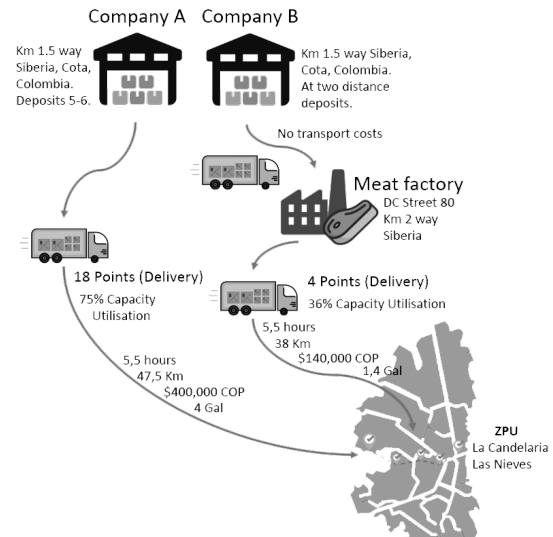 Company A
Company B
Km 1.5 way
Siberia, Cota,
Colombia.
Deposits 5-6.
Km 1.5 way Siberia,
Cota, Colombia.
At two distance
deposits.
No transport costs
Meat factory
DC Street 80
Km 2 way
Siberia
18 Points (Delivery)
75% Capacity
Utilisation
4 Points (Delivery)
36% Capacity Utilisation
5,5 hours
38 Km
$140,000 COP
1,4 Gal
5,5 hours
47,5 Km
$400,000 COP
4 Gal
ZPU
La Candelaria
Las Nieves